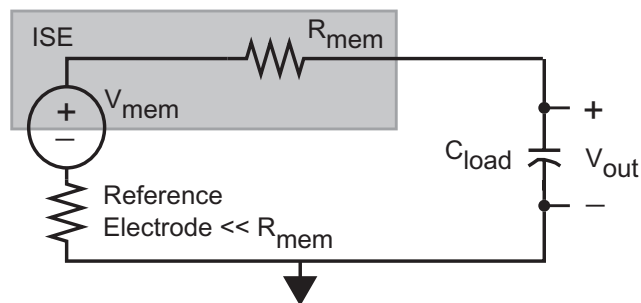 ISE
R_mem
+
V_mem
−
Reference
Electrode << R_mem
C_load
+
V_out
−